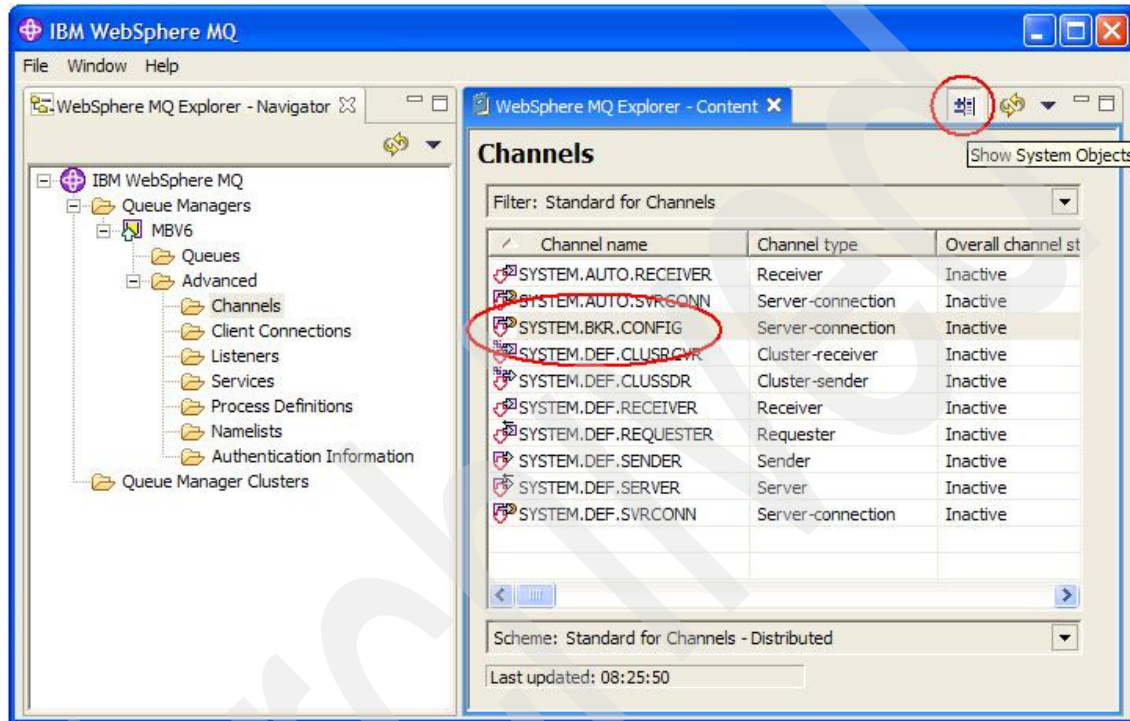 IBM WebSphere MQ
File Window Help
WebSphere MQ Explorer - Navigator
IBM WebSphere MQ
Queue Managers
MBV6
Queues
Advanced
Channels
Client Connections
Listeners
Services
Process Definitions
Namelists
Authentication Information
Queue Manager Clusters
WebSphere MQ Explorer - Content
Show System Objects
Channels
Filter: Standard for Channels
Channel name Channel type Overall channel st
SYSTEM.AUTO.RECEIVER Receiver Inactive
SYSTEM.AUTO.SVRCONN Server-connection Inactive
SYSTEM.BKR.CONFIG Server-connection Inactive
SYSTEM.DEF.CLUSRCVR Cluster-receiver Inactive
SYSTEM.DEF.CLUSSDR Cluster-sender Inactive
SYSTEM.DEF.RECEIVER Receiver Inactive
SYSTEM.DEF.REQUESTER Requester Inactive
SYSTEM.DEF.SENDER Sender Inactive
SYSTEM.DEF.SERVER Server Inactive
SYSTEM.DEF.SVRCONN Server-connection Inactive
Scheme: Standard for Channels - Distributed
Last updated: 08:25:50